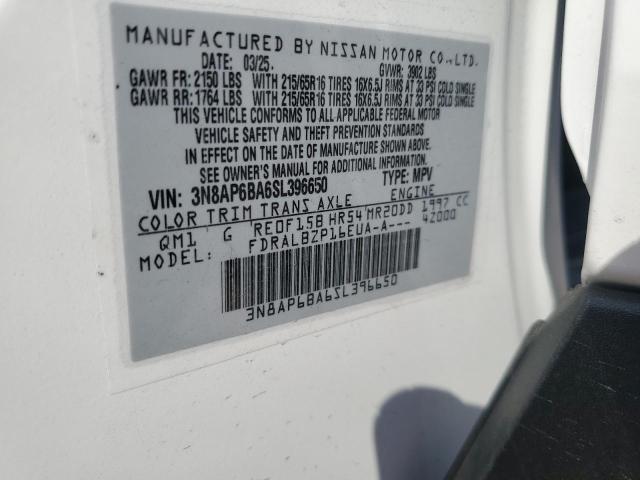 MANUFACTURED BY NISSAN MOTOR CO.,LTD.
DATE: 03/25. GVWR: 3902 LBS
GAWR FR: 2150 LBS WITH 215/65R16 TIRES 16X6.5J RIMS AT 33 PSI COLD SINGLE
GAWR RR: 1764 LBS WITH 215/65R16 TIRES 16X6.5J RIMS AT 33 PSI COLD SINGLE
THIS VEHICLE CONFORMS TO ALL APPLICABLE FEDERAL MOTOR
VEHICLE SAFETY AND THEFT PREVENTION STANDARDS
IN EFFECT ON THE DATE OF MANUFACTURE SHOWN ABOVE.
SEE OWNER'S MANUAL FOR ADDITIONAL INFORMATION.
VIN: 3N8AP6BA6SL396650 TYPE: MPV
COLOR TRIM TRANS AXLE ENGINE
QM1 G RE0F15B HR54 MR20DD 1997 CC
MODEL: FDRALBZP16EUA-A--- 42000
3N8AP6BA6SL396650